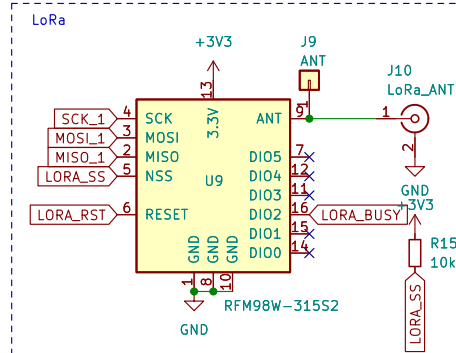 LoRa
+3V3
J9
ANT
J10
LoRa_ANT
13
3.3V
SCK_1 4 SCK
ANT 9
1
1
MOSI_1 3 MOSI
MISO_1 2 MISO
DIO5 7
2
LORA_SS 5 NSS
U9
DIO4 12
GND
DIO3 11
+3V3
LORA_RST 6 RESET
DIO2 16 LORA_BUSY
DIO1 15
R15
DIO0 14
10k
GND GND GND
1 8 10
RFM98W-315S2
LORA_SS
GND